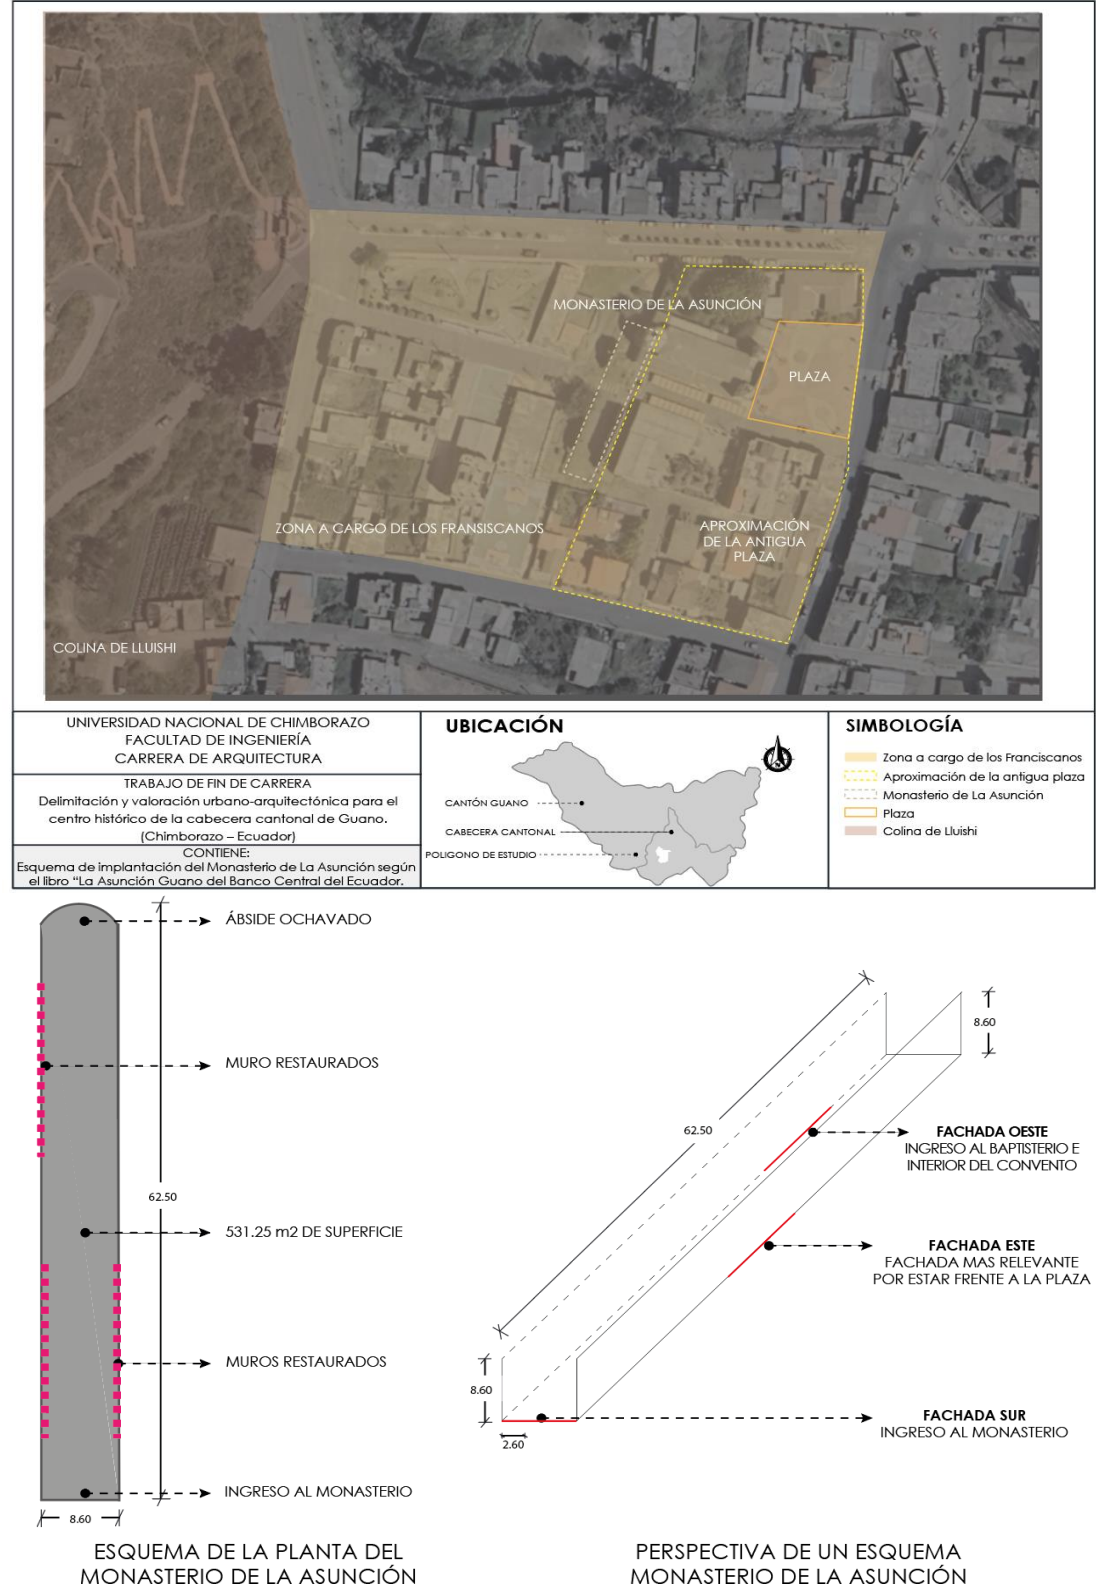 MONASTERIO DE LA ASUNCIÓN
PLAZA
ZONA A CARGO DE LOS FRANSISCANOS
APROXIMACIÓN
DE LA ANTIGUA
PLAZA
COLINA DE LLUISHI
UNIVERSIDAD NACIONAL DE CHIMBORAZO
FACULTAD DE INGENIERÍA
CARRERA DE ARQUITECTURA
TRABAJO DE FIN DE CARRERA
Delimitación y valoración urbano-arquitectónica para el
centro histórico de la cabecera cantonal de Guano.
(Chimborazo – Ecuador)
CONTIENE:
Esquema de implantación del Monasterio de La Asunción según
el libro “La Asunción Guano del Banco Central del Ecuador.
UBICACIÓN
CANTÓN GUANO
CABECERA CANTONAL
POLIGONO DE ESTUDIO
SIMBOLOGÍA
Zona a cargo de los Franciscanos
Aproximación de la antigua plaza
Monasterio de La Asunción
Plaza
Colina de Lluishi
ÁBSIDE OCHAVADO
MURO RESTAURADOS
62.50
531.25 m2 DE SUPERFICIE
MUROS RESTAURADOS
INGRESO AL MONASTERIO
8.60
ESQUEMA DE LA PLANTA DEL
MONASTERIO DE LA ASUNCIÓN
8.60
62.50
FACHADA OESTE
INGRESO AL BAPTISTERIO E
INTERIOR DEL CONVENTO
FACHADA ESTE
FACHADA MAS RELEVANTE
POR ESTAR FRENTE A LA PLAZA
8.60
FACHADA SUR
INGRESO AL MONASTERIO
2.60
PERSPECTIVA DE UN ESQUEMA
MONASTERIO DE LA ASUNCIÓN